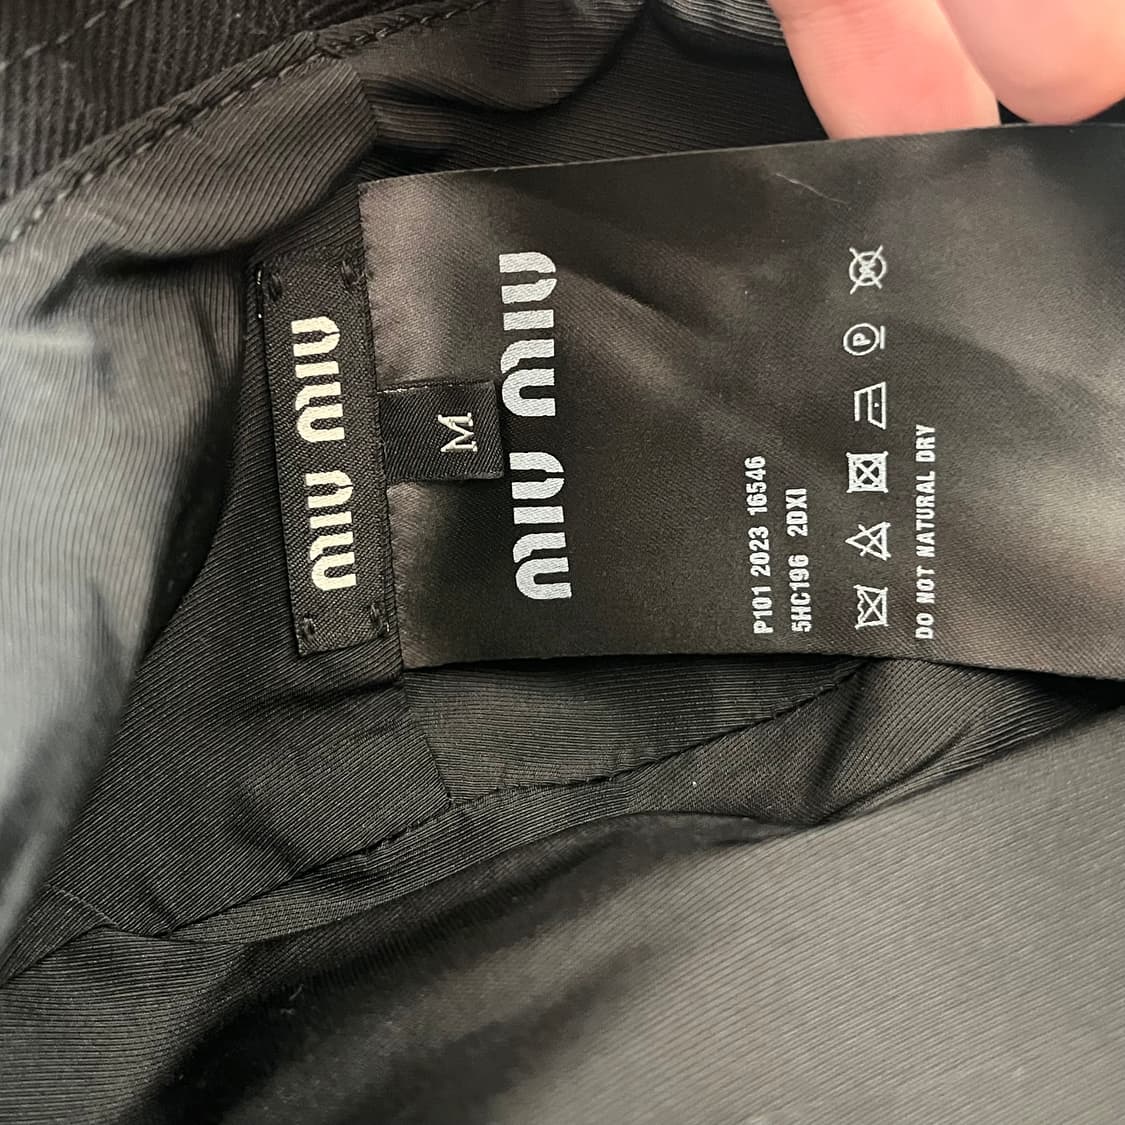 MIU MIU
M
MIU MIU
P101 2023 16546
5HC196 2DXI
P
DO NOT NATURAL DRY